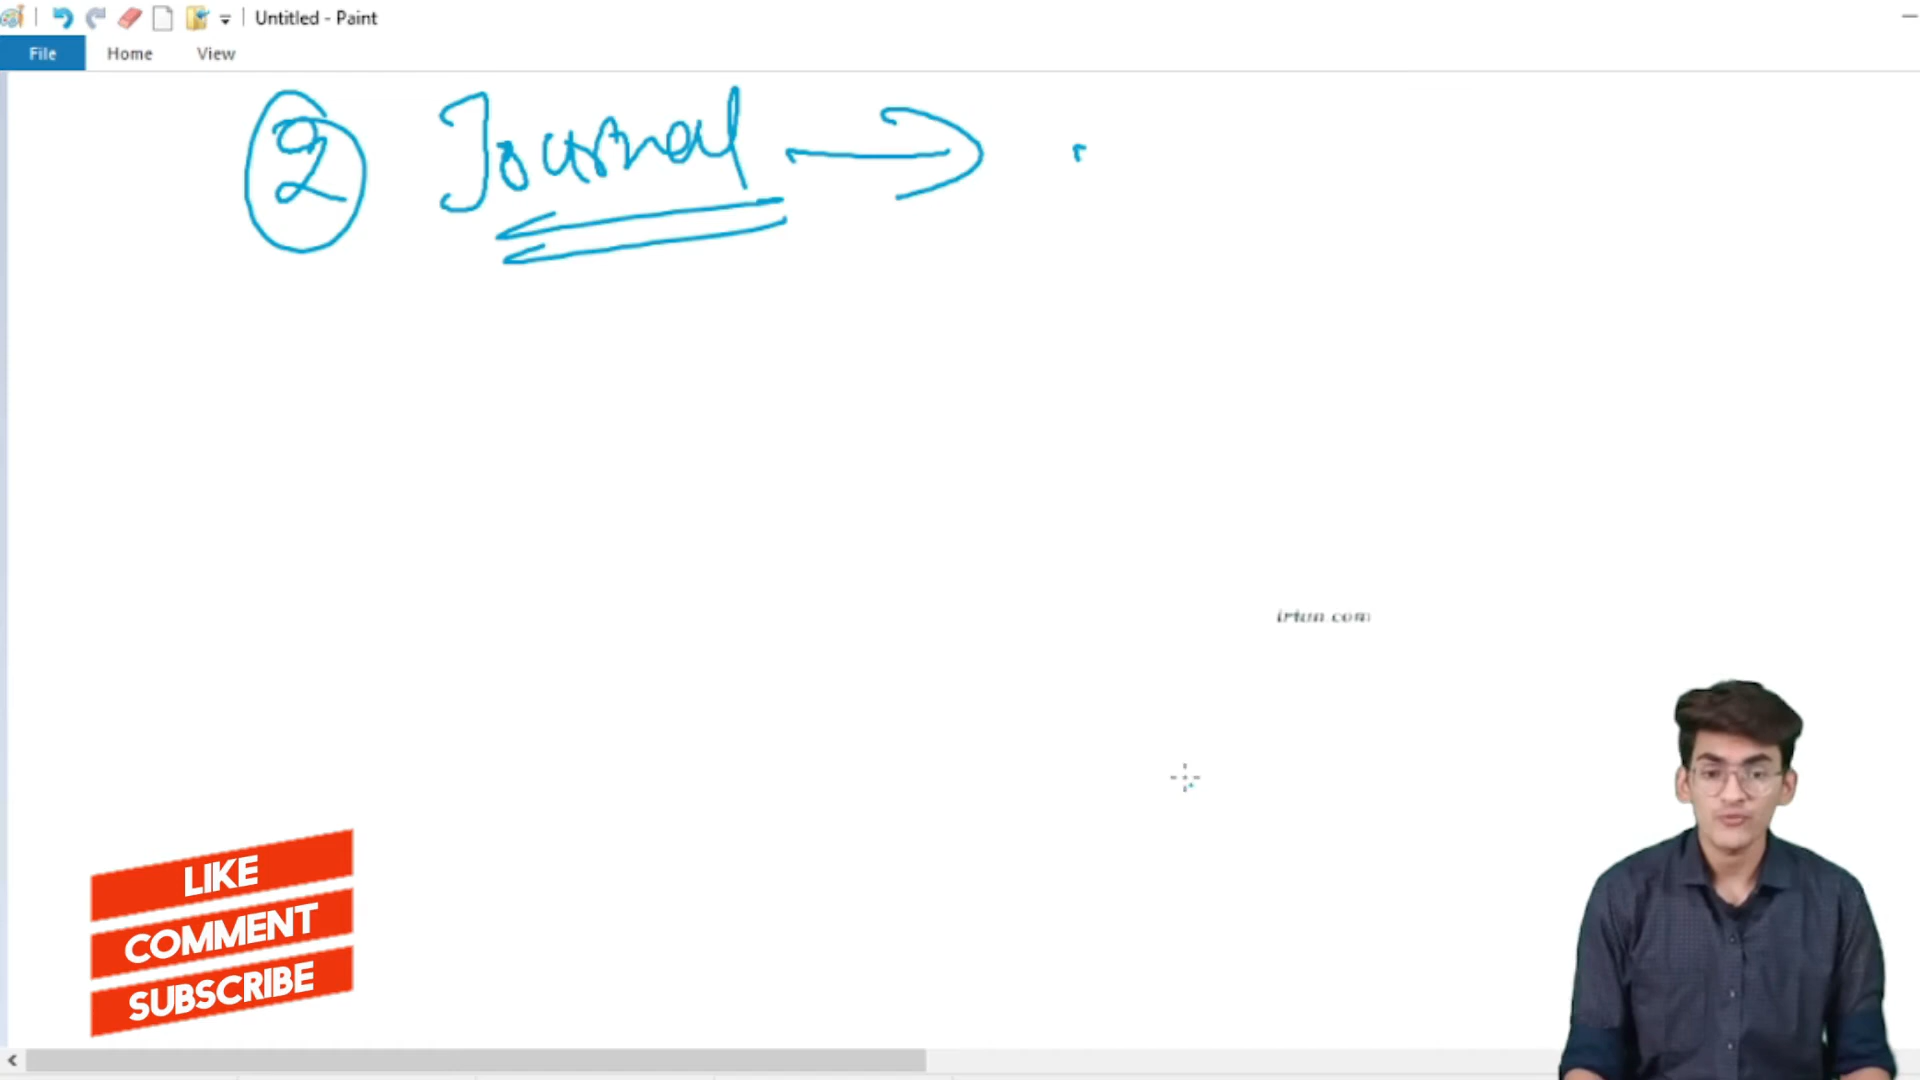 Untitled - Paint
File Home View
2 Journal
LIKE
COMMENT
SUBSCRIBE